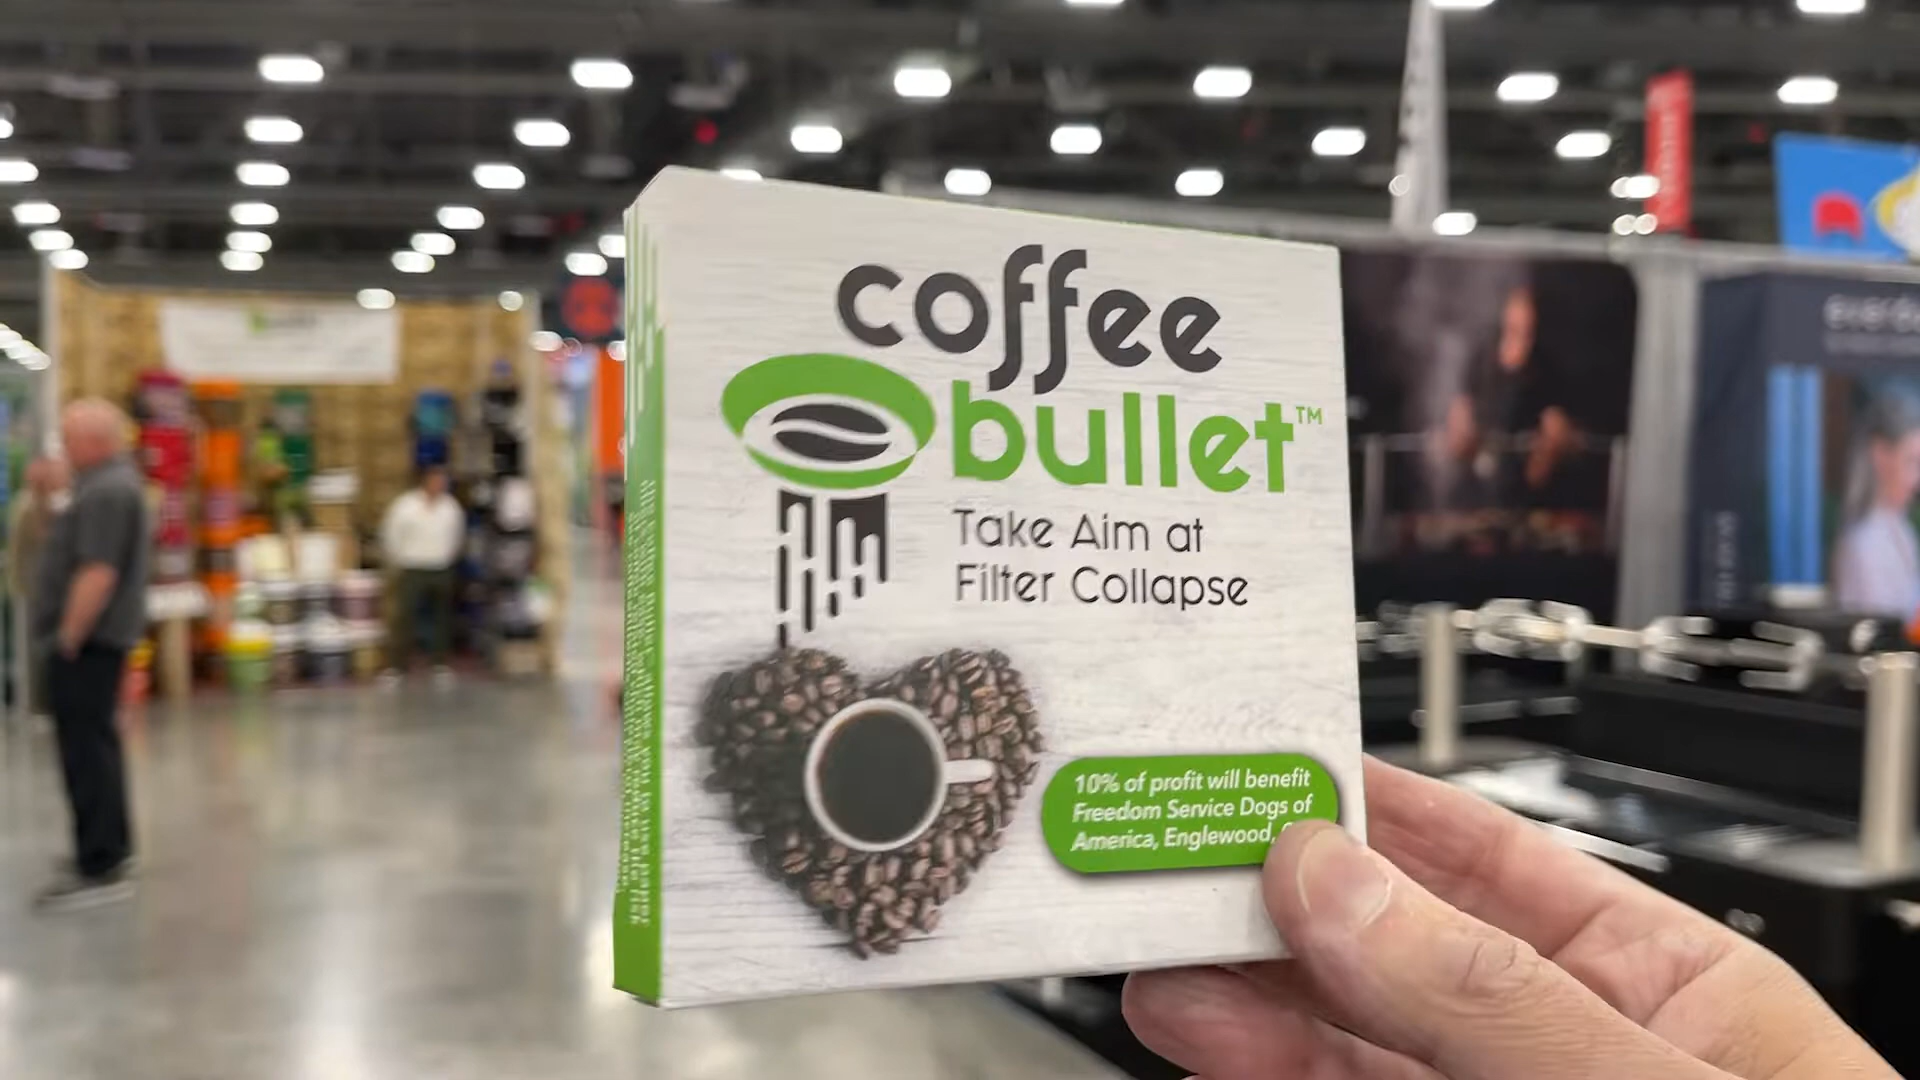 coffee
bullet™
Take Aim at
Filter Collapse
10% of profit will benefit
Freedom Service Dogs of
America, Englewood,